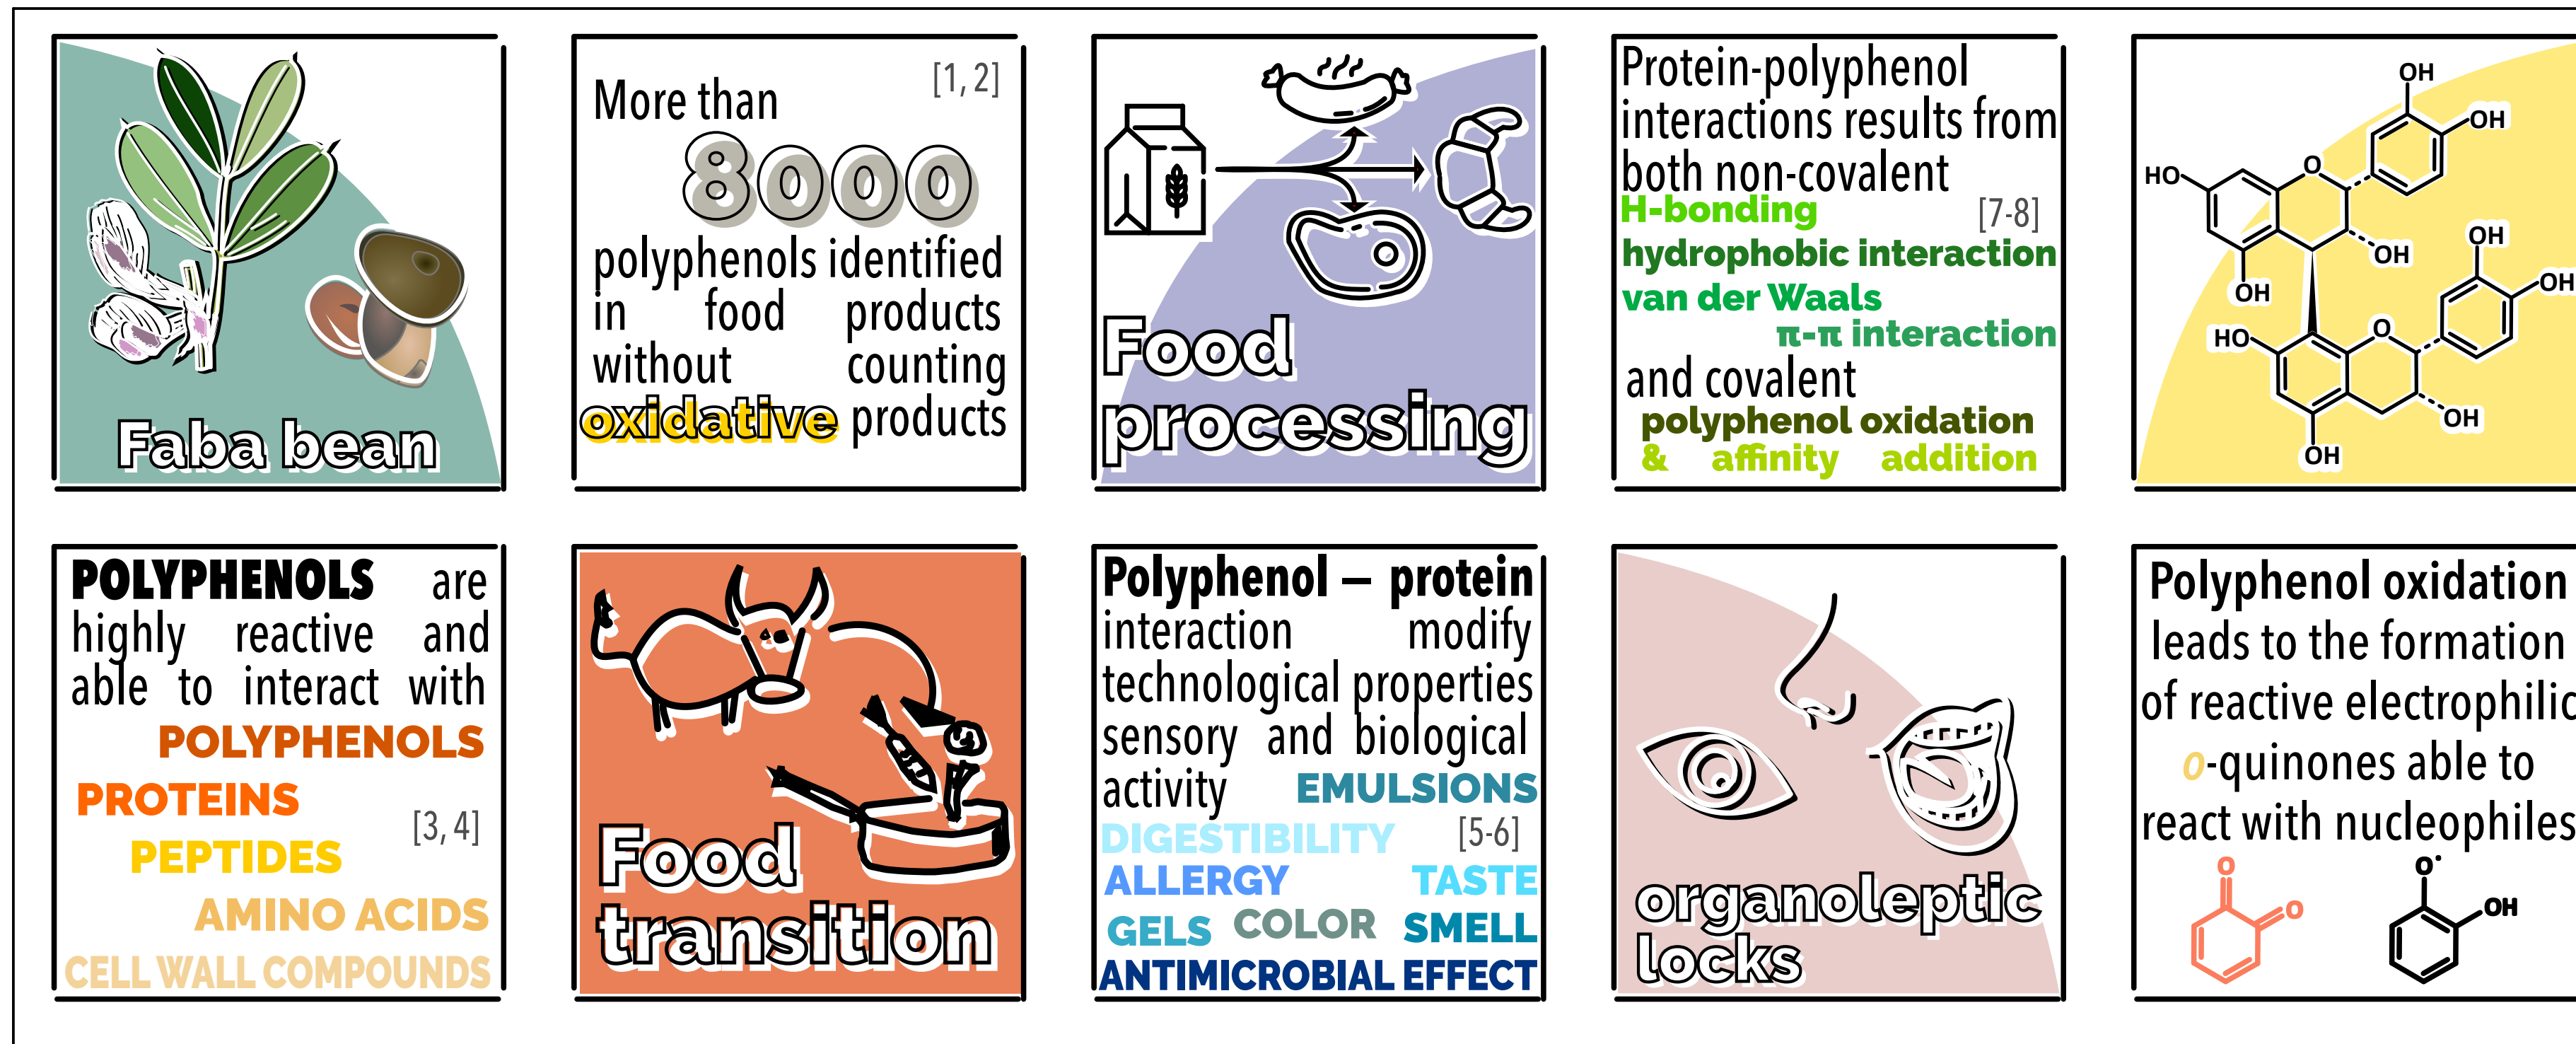 Faba bean
More than
[1, 2]
8000
polyphenols identified
in food products
without counting
oxidative products
Food
processing
Protein-polyphenol
interactions results from
both non-covalent
H-bonding
[7-8]
hydrophobic interaction
van der Waals
π-π interaction
and covalent
polyphenol oxidation
& affinity addition
OH
OH
O
HO
OH
OH
OH
OH
O
HO
OH
OH
POLYPHENOLS are
highly reactive and
able to interact with
POLYPHENOLS
PROTEINS
[3, 4]
PEPTIDES
AMINO ACIDS
CELL WALL COMPOUNDS
Food
transition
Polyphenol – protein
interaction modify
technological properties
sensory and biological
activity EMULSIONS
DIGESTIBILITY [5-6]
ALLERGY TASTE
GELS COLOR SMELL
ANTIMICROBIAL EFFECT
organoleptic
locks
Polyphenol oxidation
leads to the formation
of reactive electrophilic
o-quinones able to
react with nucleophiles
O O•
O OH